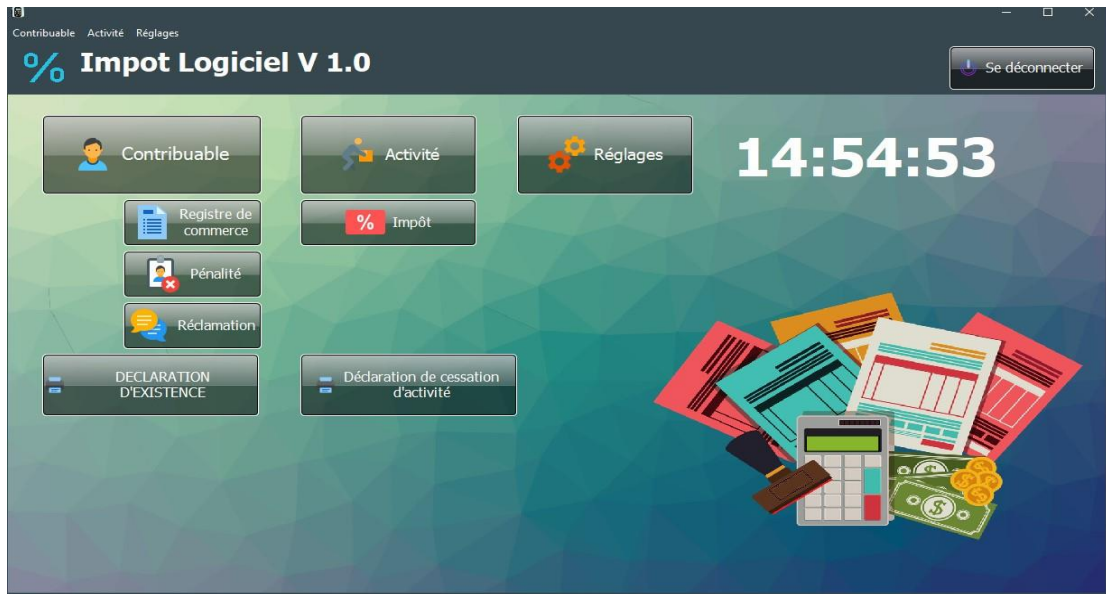 Contribuable Activité Réglages
% Impot Logiciel V 1.0
Se déconnecter
Contribuable
Activité
Réglages
14:54:53
Registre de
commerce
% Impôt
Pénalité
Réclamation
DECLARATION
D'EXISTENCE
Déclaration de cessation
d'activité